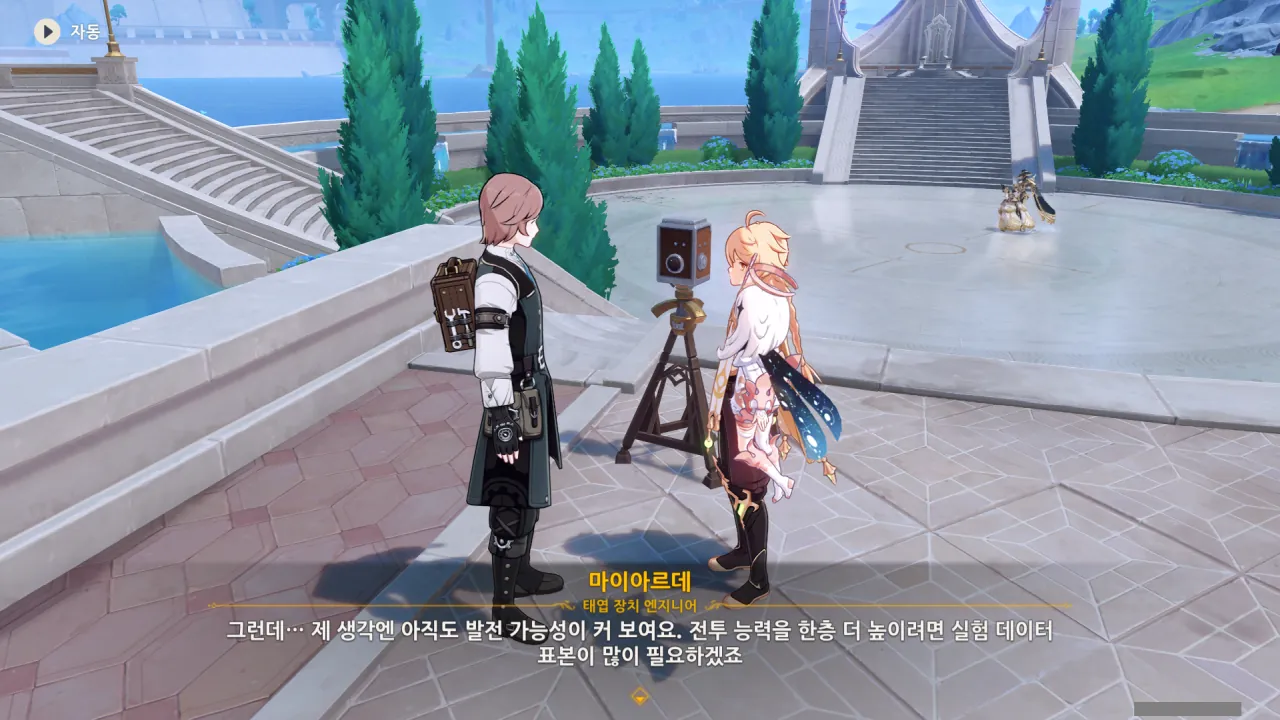 자동
마이아르데
태엽 장치 엔지니어
그런데… 제 생각엔 아직도 발전 가능성이 커 보여요. 전투 능력을 한층 더 높이려면 실험 데이터
표본이 많이 필요하겠죠